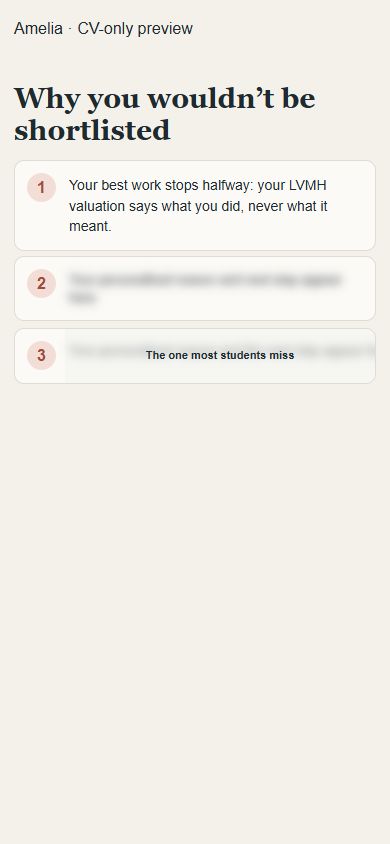 Amelia · CV-only preview
Why you wouldn’t be
shortlisted
1
Your best work stops halfway: your LVMH
valuation says what you did, never what it
meant.
2
3
The one most students miss